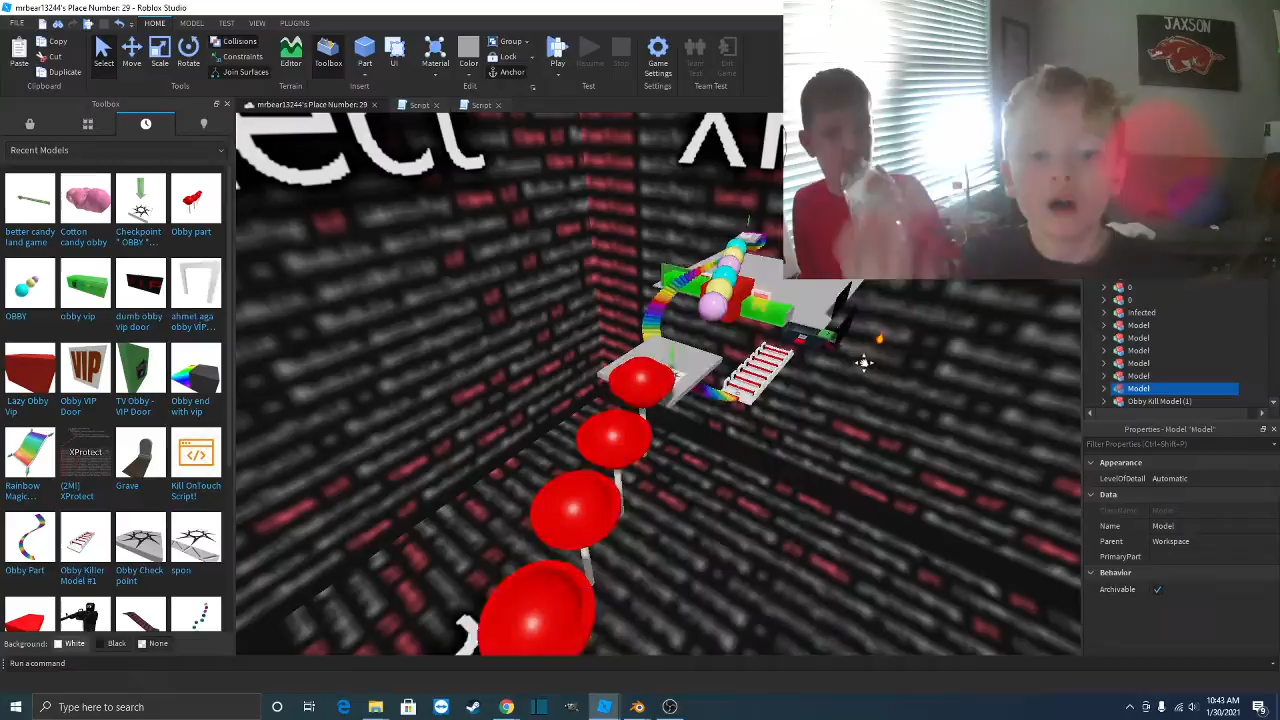 mrbear13244's Place Number: 29 - Roblox Studio
FILE HOME MODEL TEST VIEW PLUGINS
JAXSON
Paste Copy Cut Duplicate
Clipboard
Select Move Scale Rotate Collisions Constraints Join Surfaces
Tools
Terrain
Toolbox Part UI
Insert
Material Color Group Lock Anchor
Edit
Play Resume Stop
Test
Game Settings
Settings
Team Test Exit Game
Team Test
Toolbox
mrbear13244's Place Number: 29 × Script × Script ×
Recent Models
better candy land game
Cotton candy obby
Checkpoint " OBBY "...
Obby part
OBBY
obby vip
dumb obby vip door
ahmet aga obby VIP...
Lazy Obby Vip
Obby VIP Door
TV Obby - VIP Door
Obby end with vip
Rainbow Magic...
XProtect
(2MI) XProtect
Grave
Kill OnTouch Script!
Obby Part
Obby Killer Model #1
Obby Check point
spon
Background: White Black None
Run a command
0
0
Infected
Model
Model
Model
Model
Model
Model
Obby Kill Model (1)
Properties - Model "Model"
Filter Properties (Ctrl+Shift+P)
Appearance
LevelOfDetail Automatic
Data
ClassName Model
Name Model
Parent Workspace
PrimaryPart
Behavior
Archivable
Type here to search
10:43 AM
1/30/2021